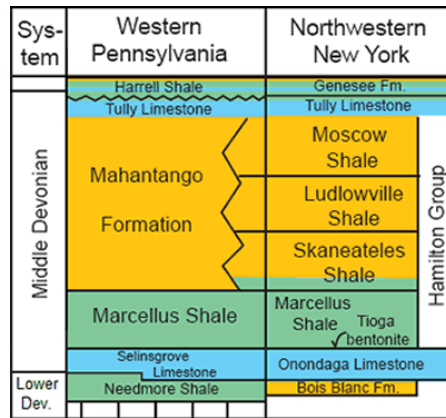 Sys-
tem
Western
Pennsylvania
Northwestern
New York
Harrell Shale
Genesee Fm.
Tully Limestone
Tully Limestone
Middle Devonian
Mahantango
Formation
Moscow
Shale
Ludlowville
Shale
Skaneateles
Shale
Hamilton Group
Marcellus Shale
Marcellus
Shale
Tioga
bentonite
Selinsgrove
Limestone
Onondaga Limestone
Lower
Dev.
Needmore Shale
Bois Blanc Fm.